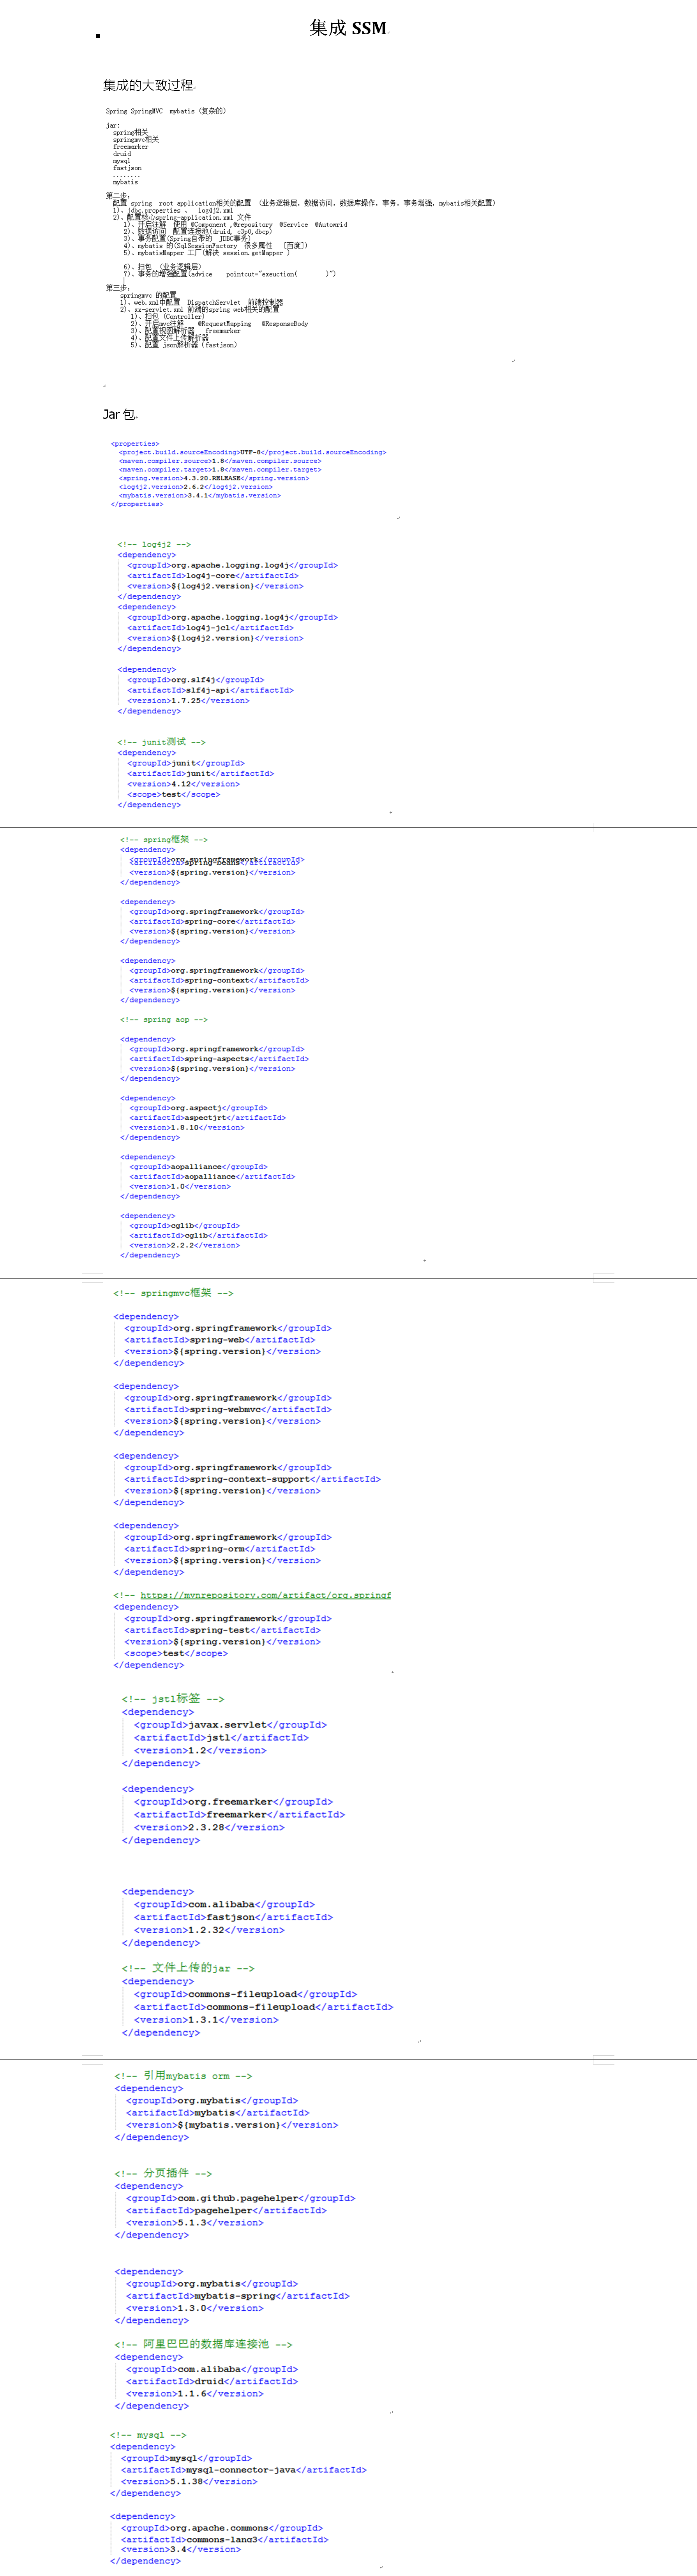 集成 SSM
集成的大致过程
Spring SpringMVC  mybatis (复杂的)
jar:
spring相关
springmvc相关
freemarker
druid
mysql
fastjson
........
mybatis
第二步:
配置 spring  root application相关的配置 (业务逻辑层, 数据访问, 数据库操作, 事务, 事务增强, mybatis相关配置)
1)、jdbc.properties 、 log4j2.xml
2)、配置核心spring-application.xml 文件
1)、开启注解  使用 @Component ,@repository  @Service  @Autowrid
2)、数据访问  配置连接池(druid, c3p0,dbcp)
3)、事务配置(Spring自带的  JDBC事务)
4)、mybatis 的(SqlSessionFactory  很多属性   [百度])
5)、mybatisMapper 工厂(解决 session.getMapper )
6)、扫包 (业务逻辑层)
7)、事务的增强配置(advice    pointcut="exeuction(        )")
第三步:
springmvc 的配置
1)、web.xml中配置  DispatchServlet  前端控制器
2)、xx-servlet.xml 前端的spring web相关的配置
1)、扫包 (Controller)
2)、开启mvc注解    @RequestMapping   @ResponseBody
3)、配置视图解析器   freemarker
4)、配置文件上传解析器
5)、配置 json解析器 (fastjson)
Jar 包
<properties>
<project.build.sourceEncoding>UTF-8</project.build.sourceEncoding>
<maven.compiler.source>1.8</maven.compiler.source>
<maven.compiler.target>1.8</maven.compiler.target>
<spring.version>4.3.20.RELEASE</spring.version>
<log4j2.version>2.6.2</log4j2.version>
<mybatis.version>3.4.1</mybatis.version>
</properties>
<!-- log4j2 -->
<dependency>
<groupId>org.apache.logging.log4j</groupId>
<artifactId>log4j-core</artifactId>
<version>${log4j2.version}</version>
</dependency>
<dependency>
<groupId>org.apache.logging.log4j</groupId>
<artifactId>log4j-jcl</artifactId>
<version>${log4j2.version}</version>
</dependency>
<dependency>
<groupId>org.slf4j</groupId>
<artifactId>slf4j-api</artifactId>
<version>1.7.25</version>
</dependency>
<!-- junit测试 -->
<dependency>
<groupId>junit</groupId>
<artifactId>junit</artifactId>
<version>4.12</version>
<scope>test</scope>
</dependency>
<!-- spring框架 -->
<dependency>
<groupId>org.springframework</groupId>
<artifactId>spring-beans</artifactId>
<version>${spring.version}</version>
</dependency>
<dependency>
<groupId>org.springframework</groupId>
<artifactId>spring-core</artifactId>
<version>${spring.version}</version>
</dependency>
<dependency>
<groupId>org.springframework</groupId>
<artifactId>spring-context</artifactId>
<version>${spring.version}</version>
</dependency>
<!-- spring aop -->
<dependency>
<groupId>org.springframework</groupId>
<artifactId>spring-aspects</artifactId>
<version>${spring.version}</version>
</dependency>
<dependency>
<groupId>org.aspectj</groupId>
<artifactId>aspectjrt</artifactId>
<version>1.8.10</version>
</dependency>
<dependency>
<groupId>aopalliance</groupId>
<artifactId>aopalliance</artifactId>
<version>1.0</version>
</dependency>
<dependency>
<groupId>cglib</groupId>
<artifactId>cglib</artifactId>
<version>2.2.2</version>
</dependency>
<!-- springmvc框架 -->
<dependency>
<groupId>org.springframework</groupId>
<artifactId>spring-web</artifactId>
<version>${spring.version}</version>
</dependency>
<dependency>
<groupId>org.springframework</groupId>
<artifactId>spring-webmvc</artifactId>
<version>${spring.version}</version>
</dependency>
<dependency>
<groupId>org.springframework</groupId>
<artifactId>spring-context-support</artifactId>
<version>${spring.version}</version>
</dependency>
<dependency>
<groupId>org.springframework</groupId>
<artifactId>spring-orm</artifactId>
<version>${spring.version}</version>
</dependency>
<!-- https://mvnrepository.com/artifact/org.springf
<dependency>
<groupId>org.springframework</groupId>
<artifactId>spring-test</artifactId>
<version>${spring.version}</version>
<scope>test</scope>
</dependency>
<!-- jstl标签 -->
<dependency>
<groupId>javax.servlet</groupId>
<artifactId>jstl</artifactId>
<version>1.2</version>
</dependency>
<dependency>
<groupId>org.freemarker</groupId>
<artifactId>freemarker</artifactId>
<version>2.3.28</version>
</dependency>
<dependency>
<groupId>com.alibaba</groupId>
<artifactId>fastjson</artifactId>
<version>1.2.32</version>
</dependency>
<!-- 文件上传的jar -->
<dependency>
<groupId>commons-fileupload</groupId>
<artifactId>commons-fileupload</artifactId>
<version>1.3.1</version>
</dependency>
<!-- 引用mybatis orm -->
<dependency>
<groupId>org.mybatis</groupId>
<artifactId>mybatis</artifactId>
<version>${mybatis.version}</version>
</dependency>
<!-- 分页插件 -->
<dependency>
<groupId>com.github.pagehelper</groupId>
<artifactId>pagehelper</artifactId>
<version>5.1.3</version>
</dependency>
<dependency>
<groupId>org.mybatis</groupId>
<artifactId>mybatis-spring</artifactId>
<version>1.3.0</version>
</dependency>
<!-- 阿里巴巴的数据库连接池 -->
<dependency>
<groupId>com.alibaba</groupId>
<artifactId>druid</artifactId>
<version>1.1.6</version>
</dependency>
<!-- mysql -->
<dependency>
<groupId>mysql</groupId>
<artifactId>mysql-connector-java</artifactId>
<version>5.1.38</version>
</dependency>
<dependency>
<groupId>org.apache.commons</groupId>
<artifactId>commons-lang3</artifactId>
<version>3.4</version>
</dependency>